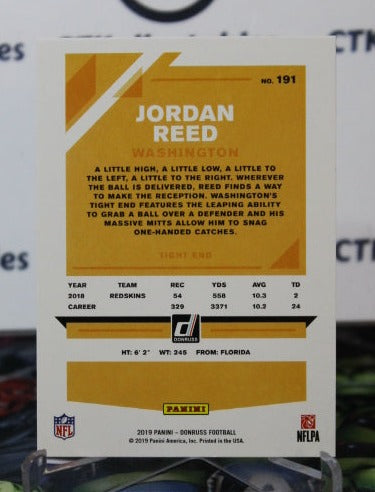 CTK
NO. 191
JORDAN
REED
WASHINGTON
A LITTLE HIGH, A LITTLE LOW, A LITTLE TO
THE LEFT, A LITTLE TO THE RIGHT. WHEREVER
THE BALL IS DELIVERED, REED FINDS A WAY
TO MAKE THE RECEPTION. WASHINGTON'S
TIGHT END FEATURES THE LEAPING ABILITY
TO GRAB A BALL OVER A DEFENDER AND HIS
MASSIVE MITTS ALLOW HIM TO SNAG
ONE-HANDED CATCHES.
TIGHT END
YEAR TEAM REC YDS AVG TD
2018 REDSKINS 54 558 10.3 2
CAREER 329 3371 10.2 24
DONRUSS
HT: 6' 2" WT: 245 FROM: FLORIDA
PANINI
NFL
NFLPA
2019 PANINI – DONRUSS FOOTBALL
© 2019 Panini America, Inc. Printed in the USA.